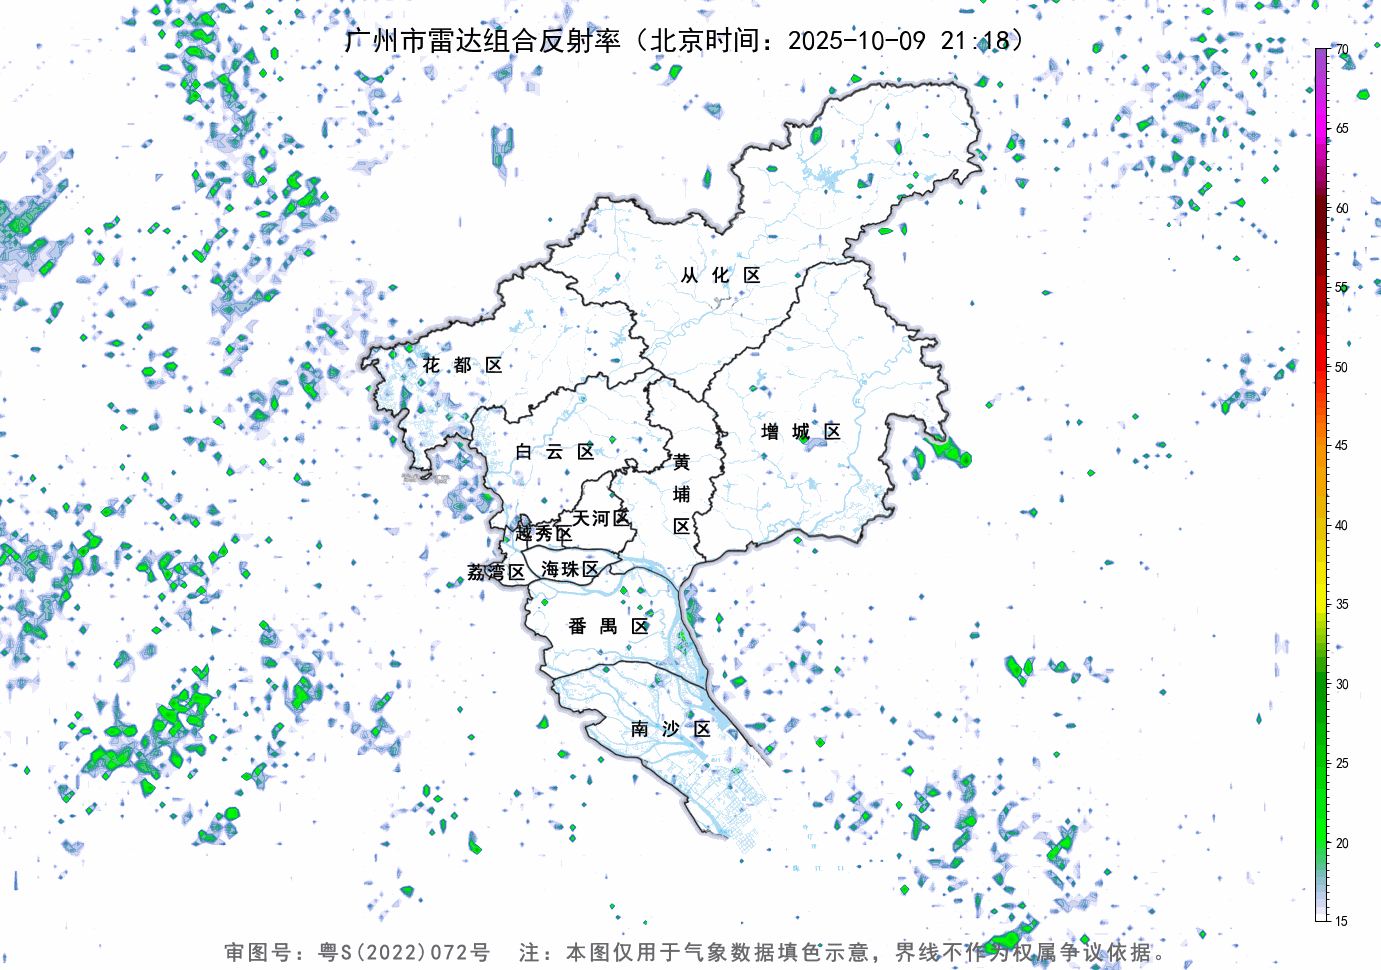 广州市雷达组合反射率（北京时间：2025-10-09 21:18）
70
65
60
55
50
45
40
35
30
25
20
15
从化区
花都区
增城区
白云区
黄埔区
天河区
越秀区
荔湾区
海珠区
番禺区
南沙区
审图号：粤S(2022)072号 注：本图仅用于气象数据填色示意，界线不作为权属争议依据。